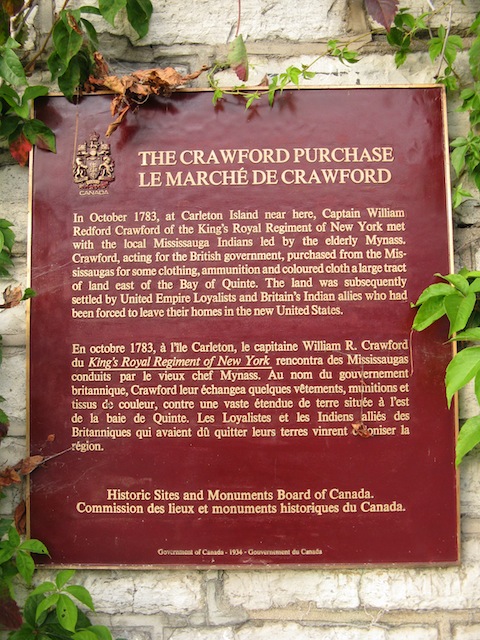 CANADA
THE CRAWFORD PURCHASE
LE MARCHÉ DE CRAWFORD
In October 1783, at Carleton Island near here, Captain William
Redford Crawford of the King's Royal Regiment of New York met
with the local Mississauga Indians led by the elderly Mynass.
Crawford, acting for the British government, purchased from the Mis-
sissaugas for some clothing, ammunition and coloured cloth a large tract
of land east of the Bay of Quinte. The land was subsequently
settled by United Empire Loyalists and Britain's Indian allies who had
been forced to leave their homes in the new United States.
En octobre 1783, à l'île Carleton, le capitaine William R. Crawford
du King's Royal Regiment of New York rencontra des Mississaugas
conduits par le vieux chef Mynass. Au nom du gouvernement
britannique, Crawford leur échangea quelques vêtements, munitions et
tissus de couleur, contre une vaste étendue de terre située à l'est
de la baie de Quinte. Les Loyalistes et les Indiens alliés des
Britanniques qui avaient dû quitter leurs terres vinrent coloniser la
région.
Historic Sites and Monuments Board of Canada.
Commission des lieux et monuments historiques du Canada.
Government of Canada - 1934 - Gouvernement du Canada